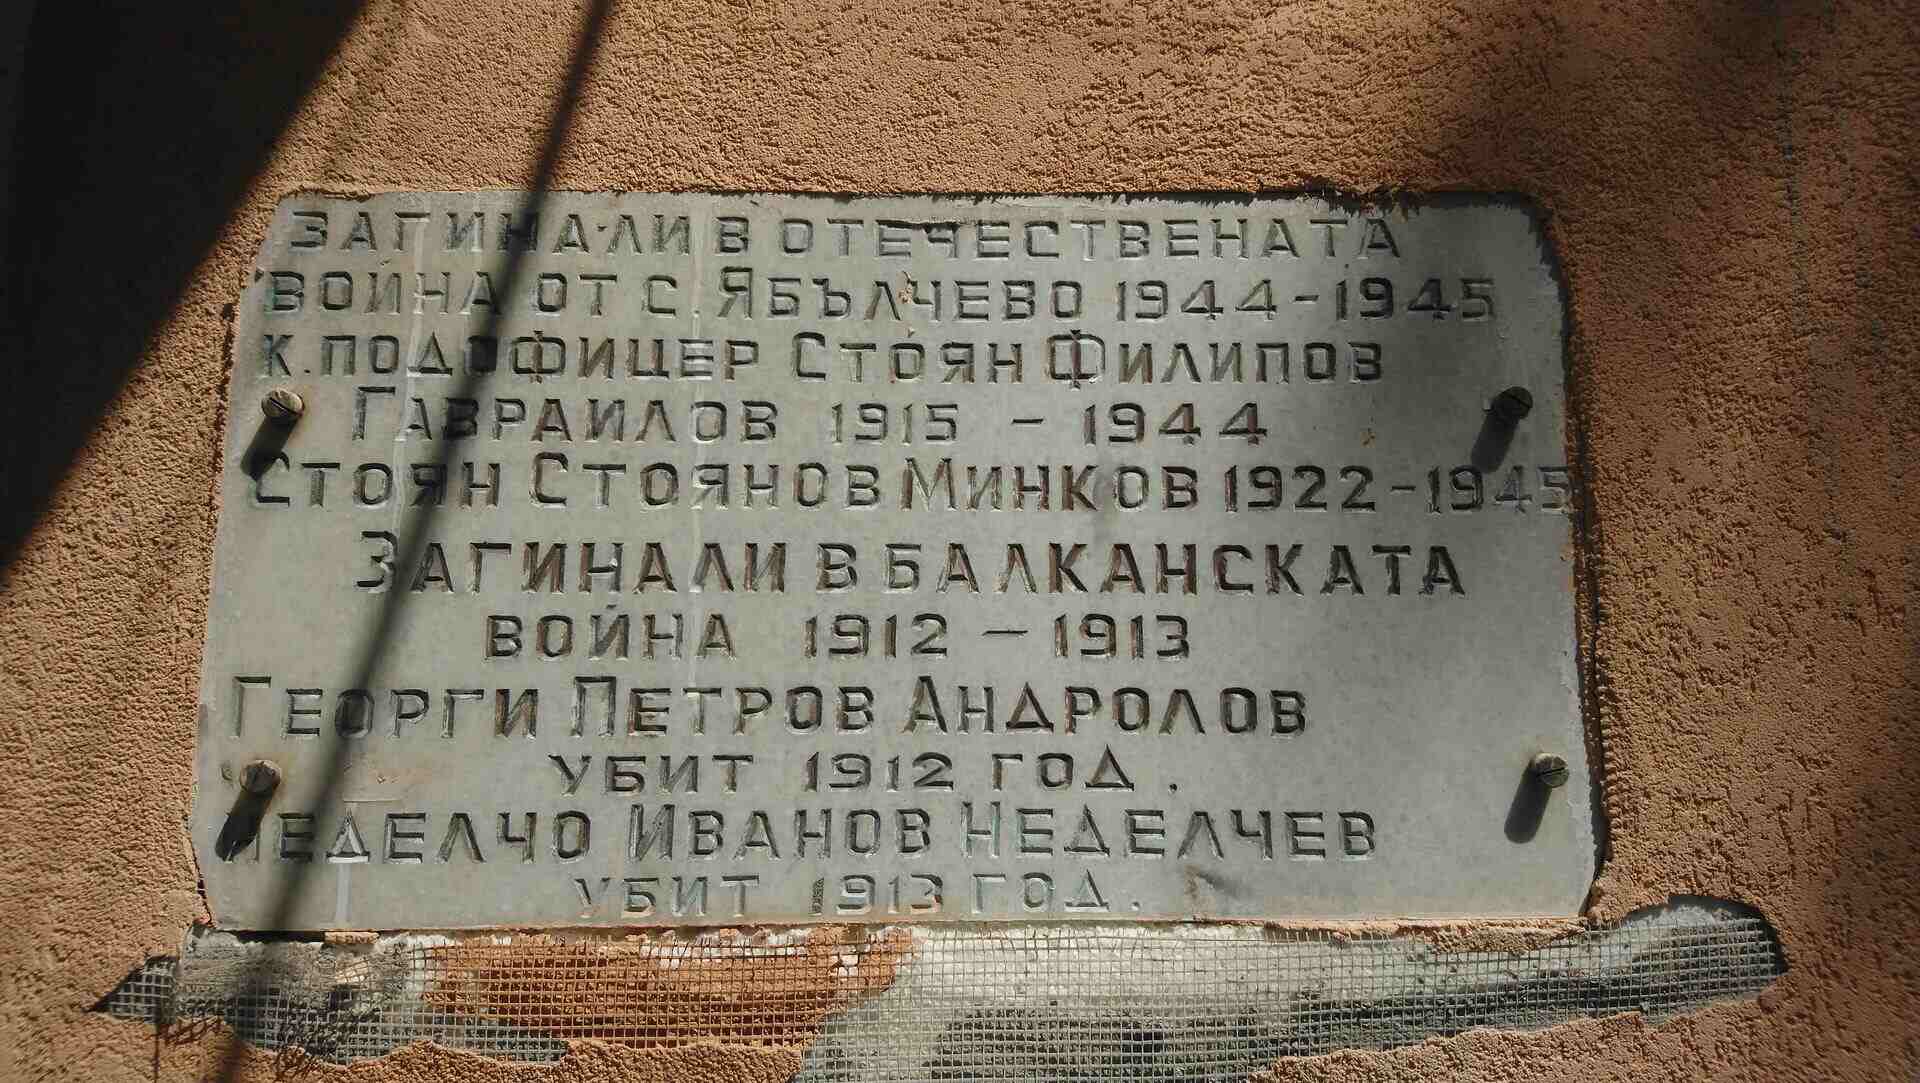 ЗАГИНАЛИ В ОТЕЧЕСТВЕНАТА
ВОЙНА ОТ С. ЯБЪЛЧЕВО 1944-1945
К. ПОДОФИЦЕР СТОЯН ФИЛИПОВ
ГАВРАИЛОВ 1915 - 1944
СТОЯН СТОЯНОВ МИНКОВ 1922-1945
ЗАГИНАЛИ В БАЛКАНСКАТА
ВОЙНА 1912 - 1913
ГЕОРГИ ПЕТРОВ АНДРОЛОВ
УБИТ 1912 ГОД.
НЕДЕЛЧО ИВАНОВ НЕДЕЛЧЕВ
УБИТ 1913 ГОД.